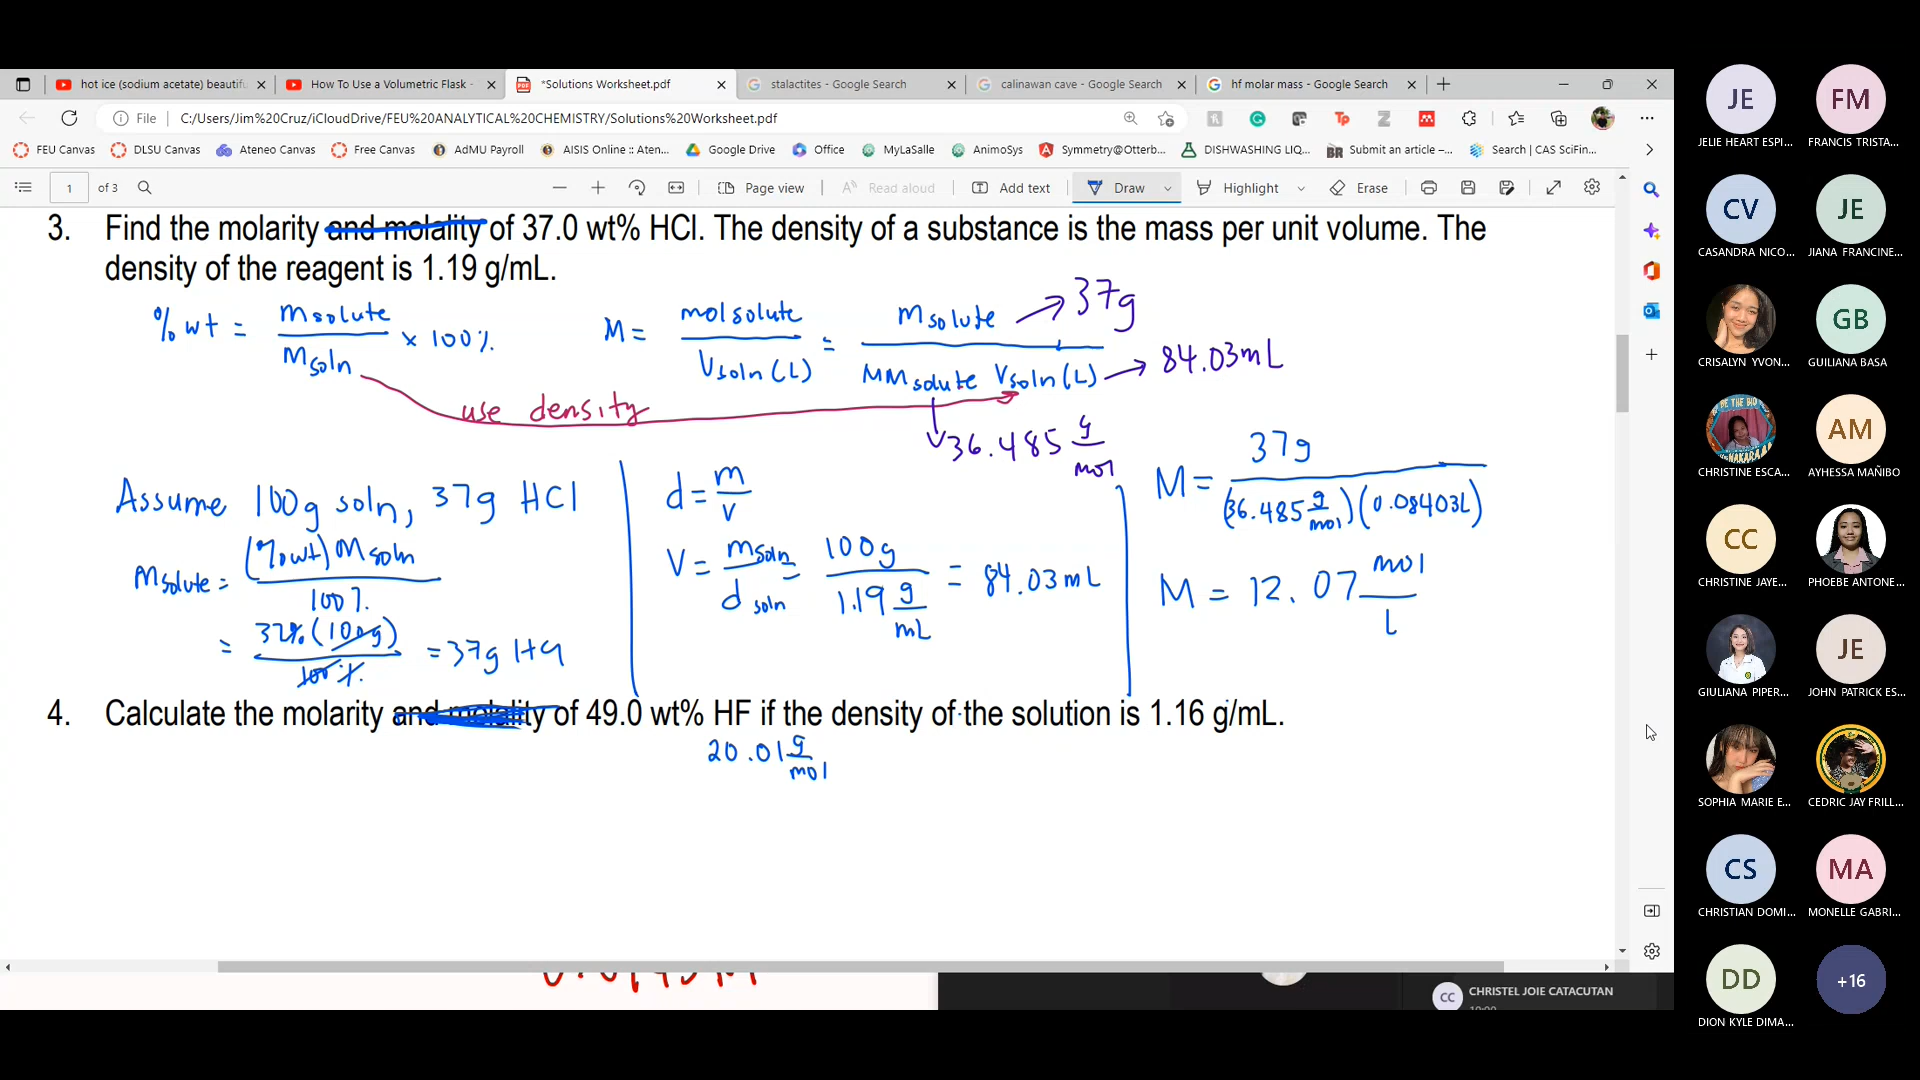 hot ice (sodium acetate) beautifu
How To Use a Volumetric Flask -
*Solutions Worksheet.pdf
stalactites - Google Search
calinawan cave - Google Search
hf molar mass - Google Search
File
C:/Users/Jim%20Cruz/iCloudDrive/FEU%20ANALYTICAL%20CHEMISTRY/Solutions%20Worksheet.pdf
FEU Canvas
DLSU Canvas
Ateneo Canvas
Free Canvas
AdMU Payroll
AISIS Online :: Aten...
Google Drive
Office
MyLaSalle
AnimoSys
Symmetry@Otterb...
DISHWASHING LIQ...
Submit an article –...
Search | CAS SciFin...
1 of 3
Page view
Read aloud
Add text
Draw
Highlight
Erase
3. Find the molarity and molality of 37.0 wt% HCl. The density of a substance is the mass per unit volume. The
density of the reagent is 1.19 g/mL.
% wt = msolute / msoln × 100%
M = mol solute / Vsoln (L) = msolute / MMsolute Vsoln (L)
→ 37g
→ 84.03 mL
use density
36.485 g/mol
Assume 100g soln, 37g HCl
msolute = (%wt) msoln / 100%
= 37% (100g) / 100% = 37g HCl
d = m/v
V = msoln / dsoln = 100g / 1.19 g/mL = 84.03 mL
M = 37g / (36.485 g/mol)(0.08403L)
M = 12.07 mol/L
4. Calculate the molarity and molality of 49.0 wt% HF if the density of the solution is 1.16 g/mL.
20.01 g/mol
CC
CHRISTEL JOIE CATACUTAN
JE
JELIE HEART ESPI...
FM
FRANCIS TRISTA...
CV
CASANDRA NICO...
JE
JIANA FRANCINE...
CRISALYN YVON...
GB
GUILIANA BASA
CHRISTINE ESCA...
AM
AYHESSA MAÑIBO
CC
CHRISTINE JAYE...
PHOEBE ANTONE...
GIULIANA PIPER...
JE
JOHN PATRICK ES...
SOPHIA MARIE E...
CEDRIC JAY FRILL...
CS
CHRISTIAN DOMI...
MA
MONELLE GABRI...
DD
DION KYLE DIMA...
+16